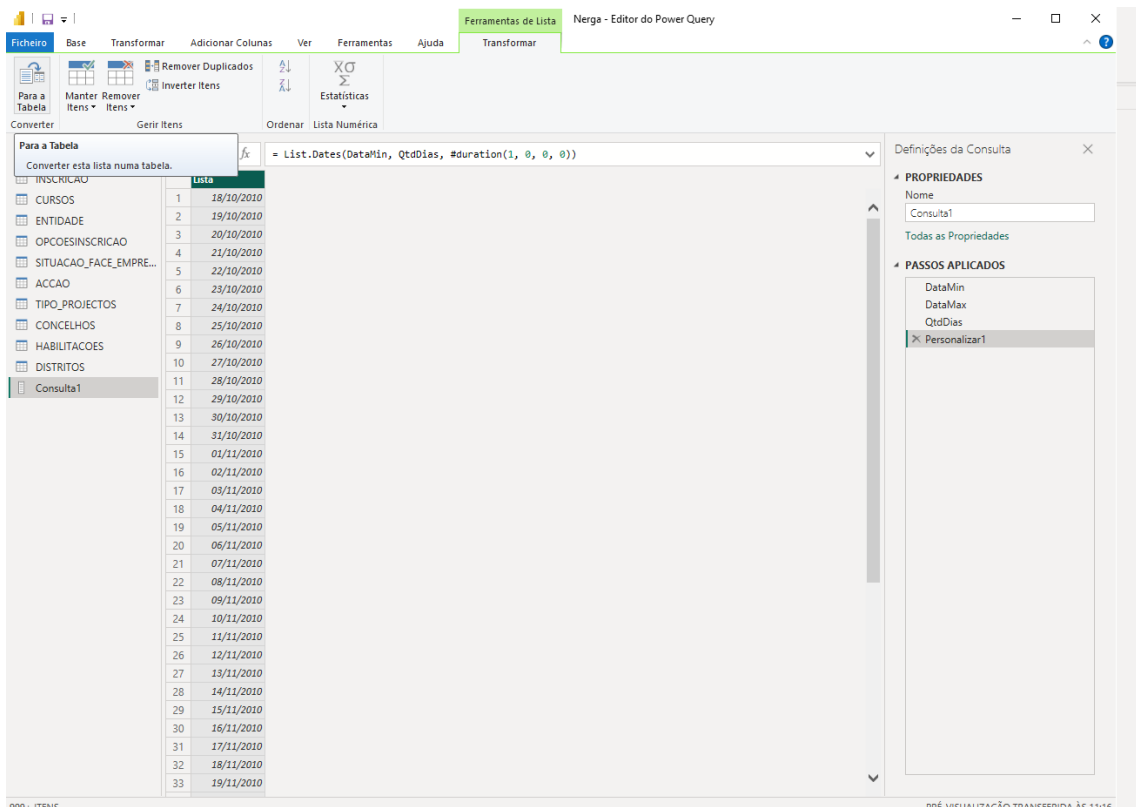 Ferramentas de Lista
Nerga - Editor do Power Query
Ficheiro Base Transformar Adicionar Colunas Ver Ferramentas Ajuda Transformar
Para a Tabela
Manter Itens
Remover Itens
Remover Duplicados
Inverter Itens
Estatísticas
Converter Gerir Itens Ordenar Lista Numérica
Para a Tabela
Converter esta lista numa tabela.
fx = List.Dates(DataMin, QtdDias, #duration(1, 0, 0, 0))
INSCRICAO
CURSOS
ENTIDADE
OPCOESINSCRICAO
SITUACAO_FACE_EMPRE...
ACCAO
TIPO_PROJECTOS
CONCELHOS
HABILITACOES
DISTRITOS
Consulta1
Lista
1 18/10/2010
2 19/10/2010
3 20/10/2010
4 21/10/2010
5 22/10/2010
6 23/10/2010
7 24/10/2010
8 25/10/2010
9 26/10/2010
10 27/10/2010
11 28/10/2010
12 29/10/2010
13 30/10/2010
14 31/10/2010
15 01/11/2010
16 02/11/2010
17 03/11/2010
18 04/11/2010
19 05/11/2010
20 06/11/2010
21 07/11/2010
22 08/11/2010
23 09/11/2010
24 10/11/2010
25 11/11/2010
26 12/11/2010
27 13/11/2010
28 14/11/2010
29 15/11/2010
30 16/11/2010
31 17/11/2010
32 18/11/2010
33 19/11/2010
Definições da Consulta
PROPRIEDADES
Nome
Consulta1
Todas as Propriedades
PASSOS APLICADOS
DataMin
DataMax
QtdDias
Personalizar1
PRÉ-VISUALIZAÇÃO TRANSFERIDA ÀS 11:16